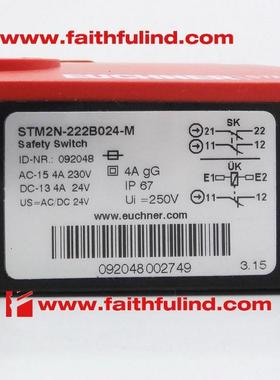 www.faithfulind.com
EUCHNER
STM2N-222B024-M
Safety Switch
ID-NR.: 092048
AC-15 4A 230V
DC-13 4A 24V
US=AC/DC 24V
4A gG
IP 67
Ui = 250V
www.euchner.com
SK
21 22
11 12
ÜK
E1 E2
11 12
092048 002749
3.15
www.faithfulind.com